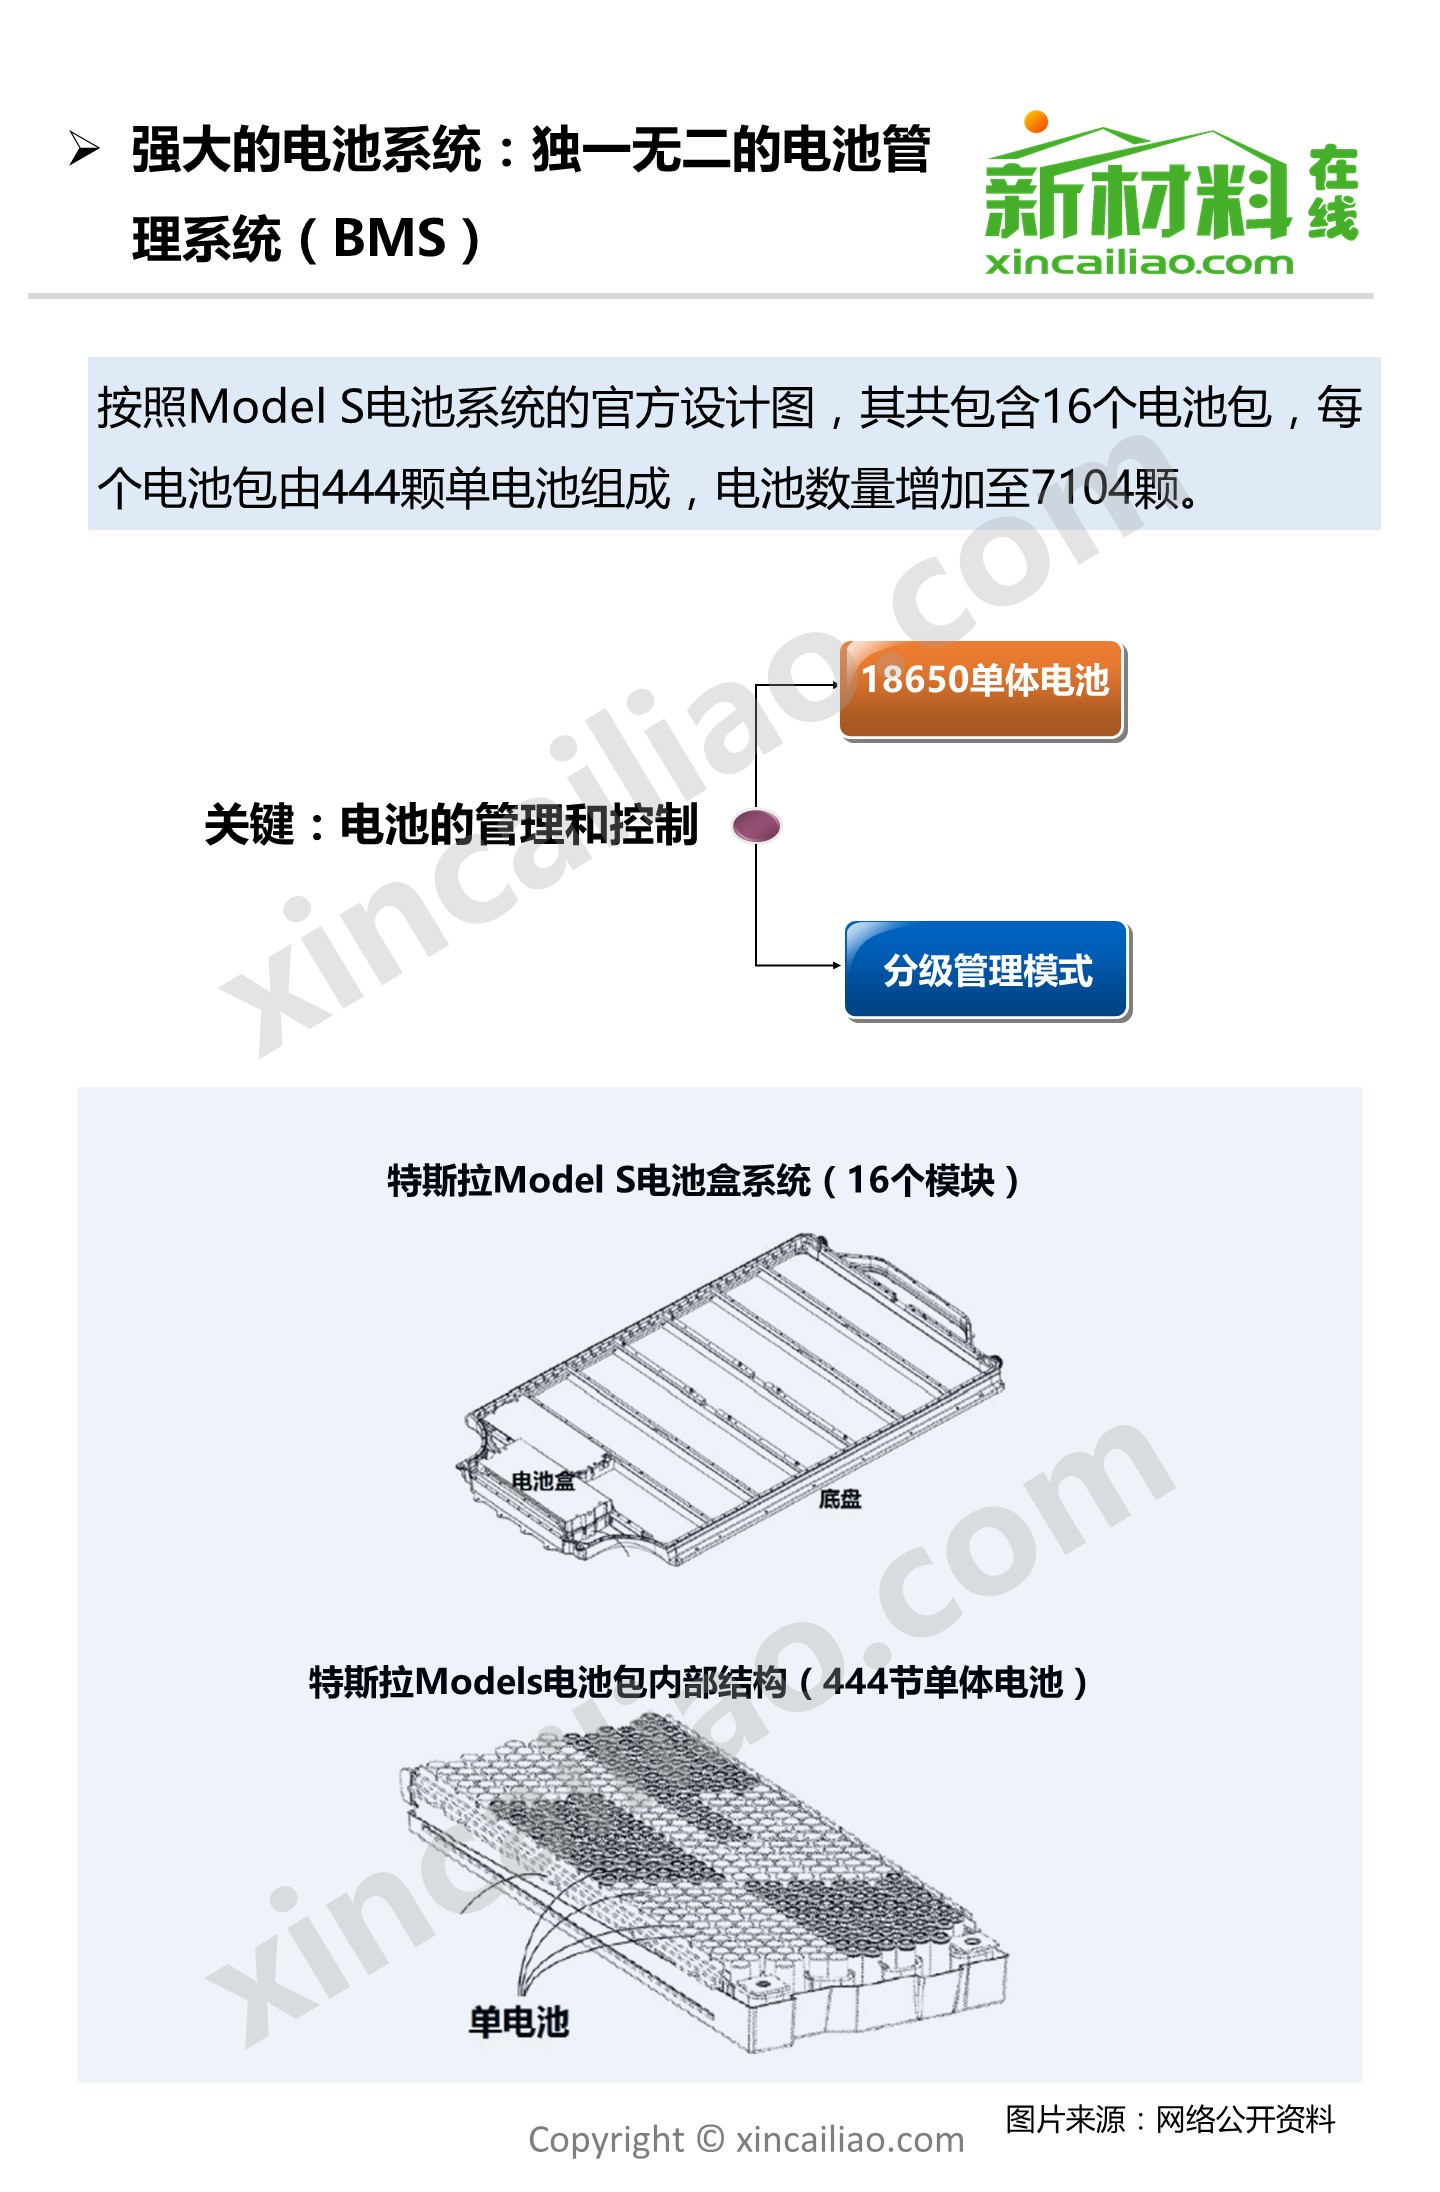 强大的电池系统：独一无二的电池管
理系统（BMS）
新材料在线
xincailiao.com
按照Model S电池系统的官方设计图，其共包含16个电池包，每
个电池包由444颗单电池组成，电池数量增加至7104颗。
18650单体电池
关键：电池的管理和控制
分级管理模式
xincailiao.com
特斯拉Model S电池盒系统（16个模块）
电池盒
底盘
特斯拉Models电池包内部结构（444节单体电池）
单电池
xincailiao.com
图片来源：网络公开资料
Copyright © xincailiao.com